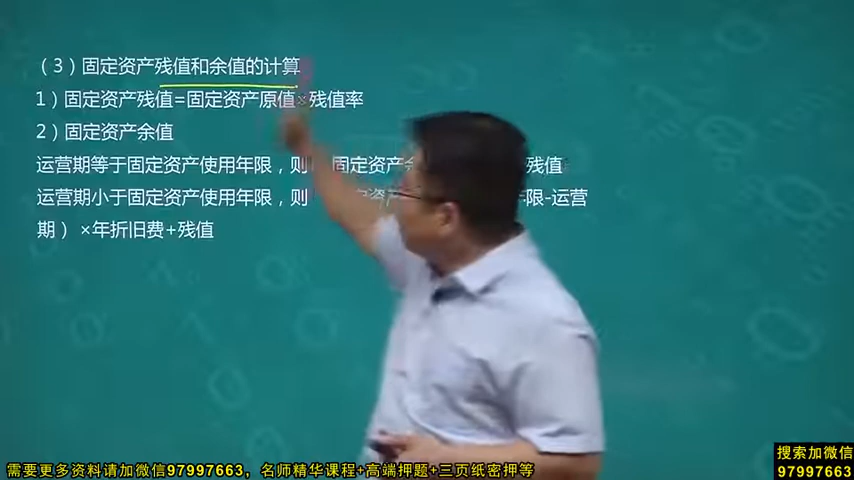 （3）固定资产残值和余值的计算
1）固定资产残值=固定资产原值×残值率
2）固定资产余值
运营期等于固定资产使用年限，则 固定资产 残值
运营期小于固定资产使用年限，则 年限-运营
期） ×年折旧费+残值
需要更多资料请加微信97997663，名师精华课程+高端押题+三页纸密押等
搜索加微信
97997663